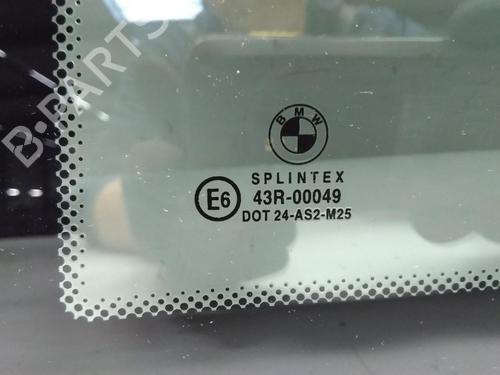 B-PARTS
BMW
SPLINTEX
E6 43R-00049
DOT 24-AS2-M25